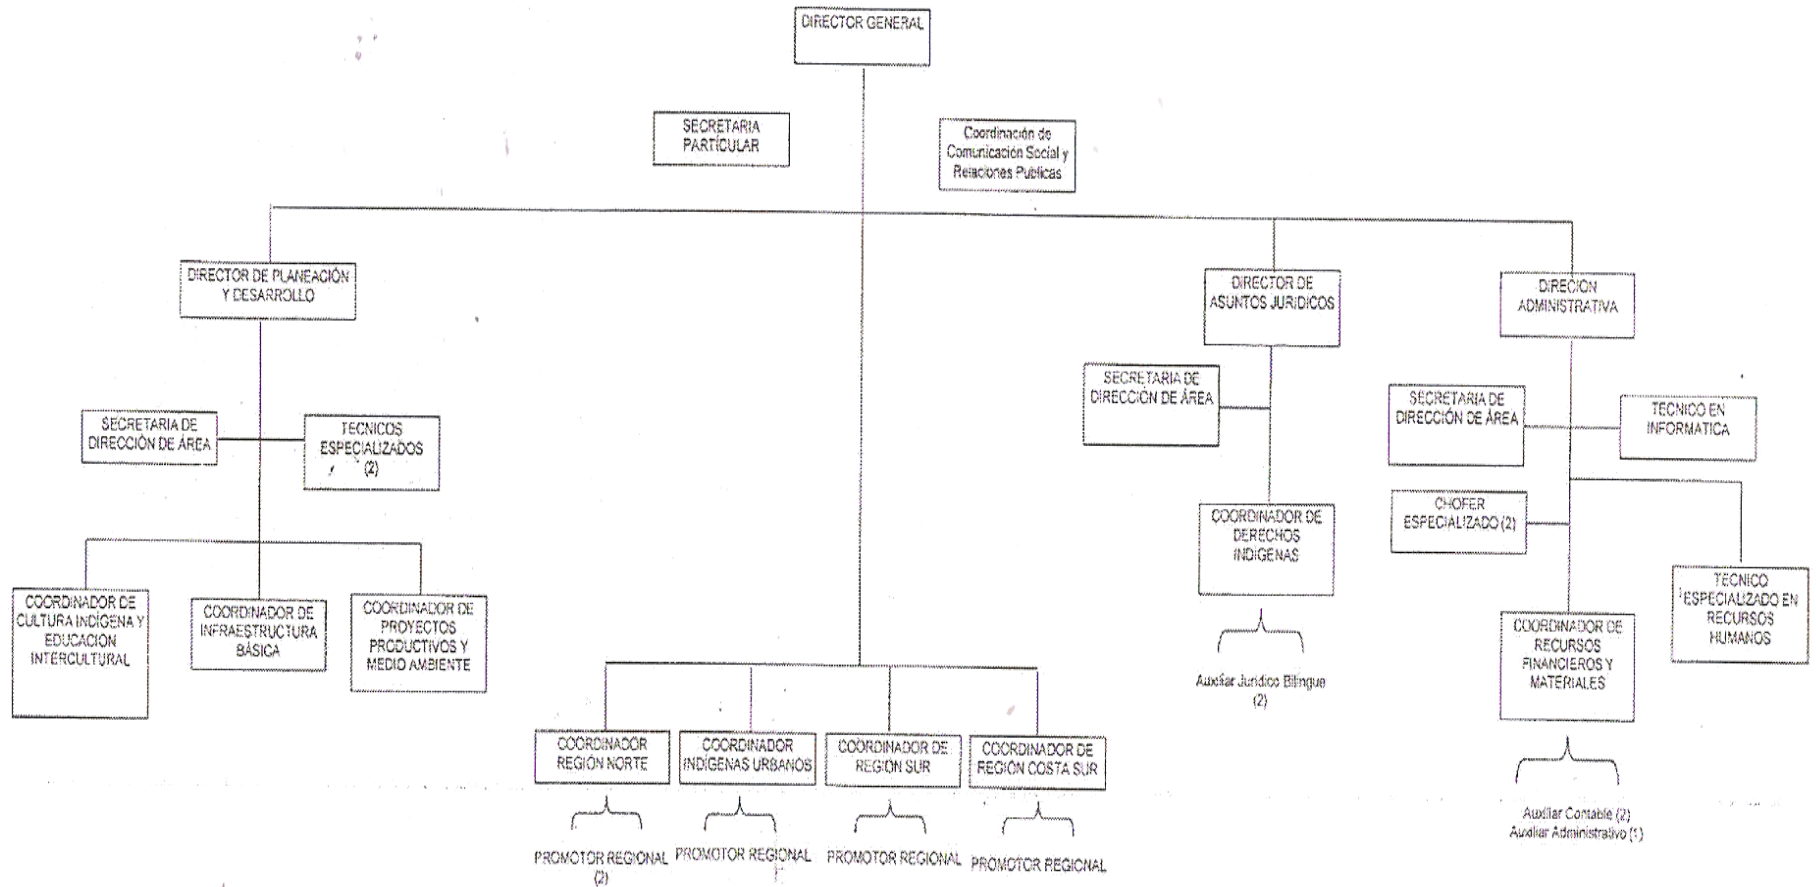 DIRECTOR GENERAL
SECRETARIA
PARTÍCULAR
Coordinación de
Comunicación Social y
Relaciones Publicas
DIRECTOR DE PLANEACIÓN
Y DESARROLLO
DIRECTOR DE
ASUNTOS JURIDICOS
DIRECION
ADMINISTRATIVA
SECRETARIA DE
DIRECCIÓN DE ÁREA
TECNICOS
ESPECIALIZADOS
(2)
SECRETARIA DE
DIRECCIÓN DE ÁREA
SECRETARIA DE
DIRECCIÓN DE ÁREA
TECNICO EN
INFORMATICA
CHOFER
ESPECIALIZADO (2)
COORDINADOR DE
DERECHOS
INDIGENAS
TECNICO
ESPECIALIZADO EN
RECURSOS
HUMANOS
COORDINADOR DE
CULTURA INDÍGENA Y
EDUCACION
INTERCULTURAL
COORDINADOR DE
INFRAESTRUCTURA
BÁSICA
COORDINADOR DE
PROYECTOS
PRODUCTIVOS Y
MEDIO AMBIENTE
COORDINADOR DE
RECURSOS
FINANCIEROS Y
MATERIALES
Auxiliar Juridico Bilingue
(2)
COORDINADOR
REGIÓN NORTE
COORDINADOR
INDÍGENAS URBANOS
COORDINADOR DE
REGIÓN SUR
COORDINADOR DE
REGIÓN COSTA SUR
Auxiliar Contable (2)
Auxiliar Administrativo (1)
PROMOTOR REGIONAL
(2)
PROMOTOR REGIONAL
PROMOTOR REGIONAL
PROMOTOR REGIONAL